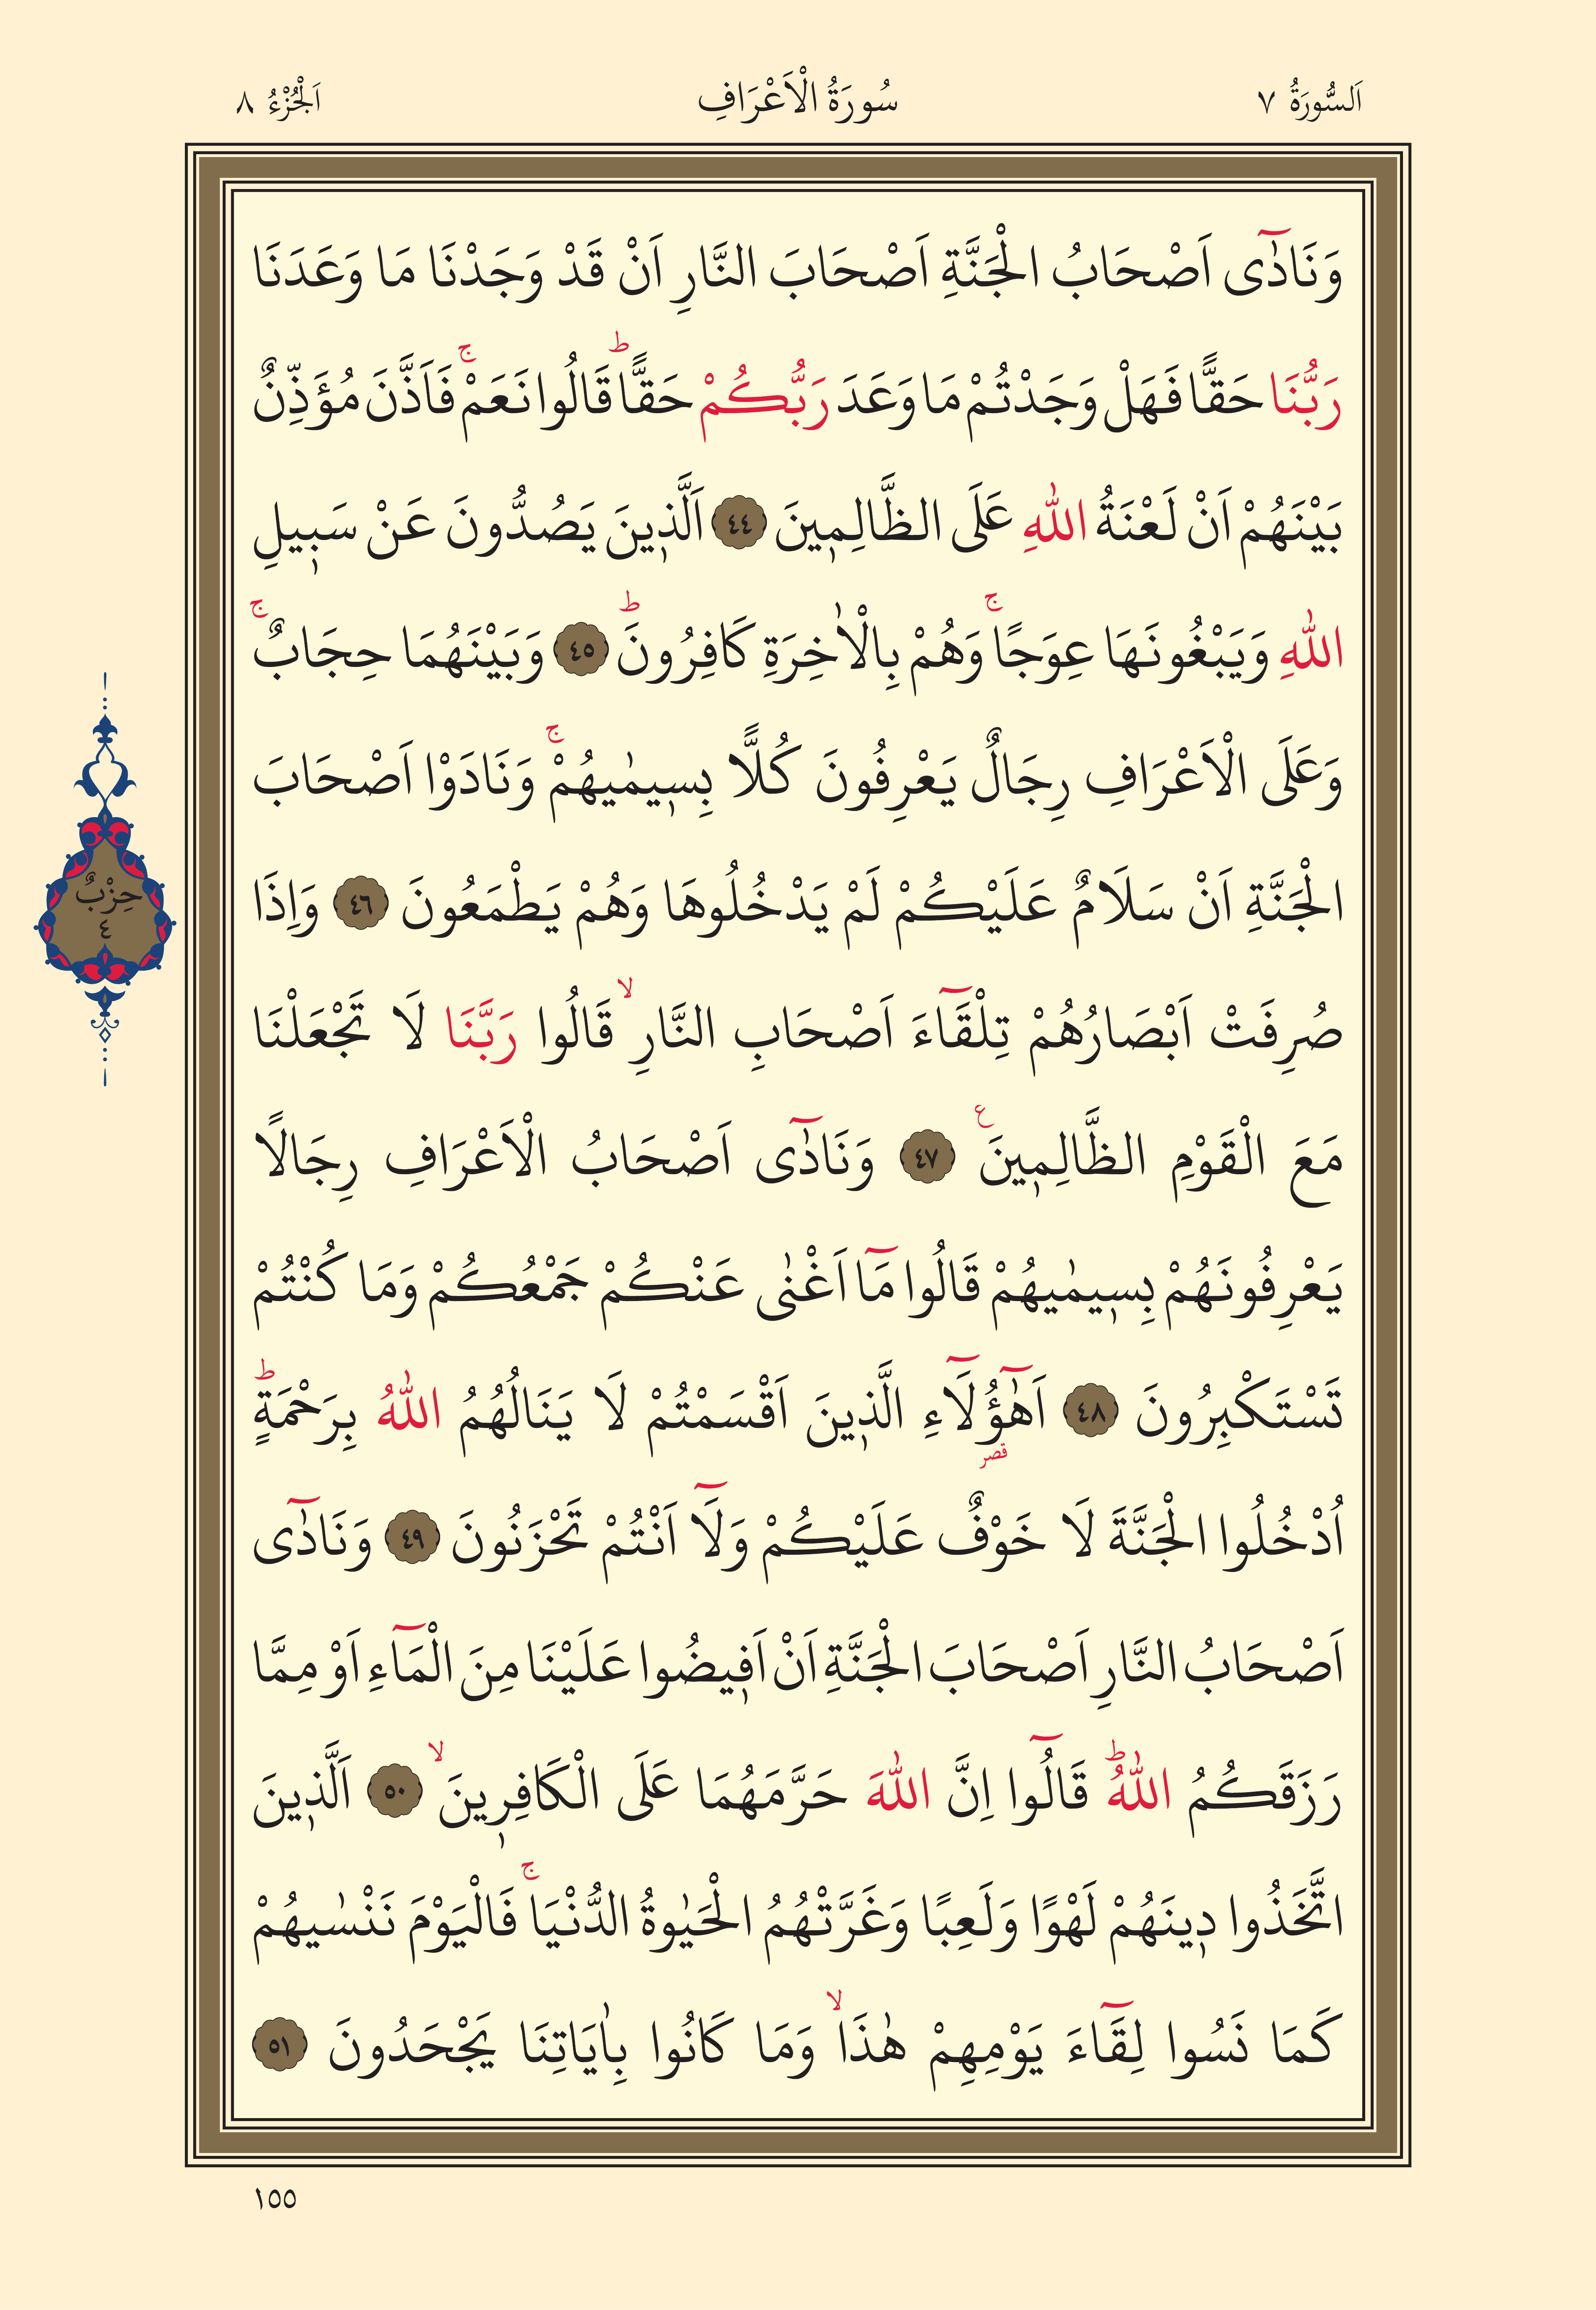 اَلسُّورَةُ ٧
سُورَةُ الْاَعْرَافِ
اَلْجُزْءُ ٨
وَنَادٰٓى اَصْحَابُ الْجَنَّةِ اَصْحَابَ النَّارِ اَنْ قَدْ وَجَدْنَا مَا وَعَدَنَا
رَبُّنَا حَقًّا فَهَلْ وَجَدْتُمْ مَا وَعَدَ رَبُّكُمْ حَقًّاۜ قَالُوا نَعَمْۚ فَاَذَّنَ مُؤَذِّنٌ
بَيْنَهُمْ اَنْ لَعْنَةُ اللّٰهِ عَلَى الظَّالِم۪ينَ ٤٤ اَلَّذ۪ينَ يَصُدُّونَ عَنْ سَب۪يلِ
اللّٰهِ وَيَبْغُونَهَا عِوَجًاۚ وَهُمْ بِالْاٰخِرَةِ كَافِرُونَۜ ٤٥ وَبَيْنَهُمَا حِجَابٌۚ
وَعَلَى الْاَعْرَافِ رِجَالٌ يَعْرِفُونَ كُلًّا بِس۪يمٰيهُمْۚ وَنَادَوْا اَصْحَابَ
الْجَنَّةِ اَنْ سَلَامٌ عَلَيْكُمْ لَمْ يَدْخُلُوهَا وَهُمْ يَطْمَعُونَ ٤٦ وَاِذَا
صُرِفَتْ اَبْصَارُهُمْ تِلْقَٓاءَ اَصْحَابِ النَّارِۙ قَالُوا رَبَّنَا لَا تَجْعَلْنَا
مَعَ الْقَوْمِ الظَّالِم۪ينَ۟ ٤٧ وَنَادٰٓى اَصْحَابُ الْاَعْرَافِ رِجَالًا
يَعْرِفُونَهُمْ بِس۪يمٰيهُمْ قَالُوا مَٓا اَغْنٰى عَنْكُمْ جَمْعُكُمْ وَمَا كُنْتُمْ
تَسْتَكْبِرُونَ ٤٨ اَهٰٓؤُ۬لَٓاءِ الَّذ۪ينَ اَقْسَمْتُمْ لَا يَنَالُهُمُ اللّٰهُ بِرَحْمَةٍۜ
قصر
اُدْخُلُوا الْجَنَّةَ لَا خَوْفٌ عَلَيْكُمْ وَلَٓا اَنْتُمْ تَحْزَنُونَ ٤٩ وَنَادٰٓى
اَصْحَابُ النَّارِ اَصْحَابَ الْجَنَّةِ اَنْ اَف۪يضُوا عَلَيْنَا مِنَ الْمَٓاءِ اَوْ مِمَّا
رَزَقَكُمُ اللّٰهُۜ قَالُٓوا اِنَّ اللّٰهَ حَرَّمَهُمَا عَلَى الْكَافِر۪ينَۙ ٥٠ اَلَّذ۪ينَ
اتَّخَذُوا د۪ينَهُمْ لَهْوًا وَلَعِبًا وَغَرَّتْهُمُ الْحَيٰوةُ الدُّنْيَاۚ فَالْيَوْمَ نَنْسٰيهُمْ
كَمَا نَسُوا لِقَٓاءَ يَوْمِهِمْ هٰذَاۙ وَمَا كَانُوا بِاٰيَاتِنَا يَجْحَدُونَ ٥١
حِزْبٌ
٤
١٥٥